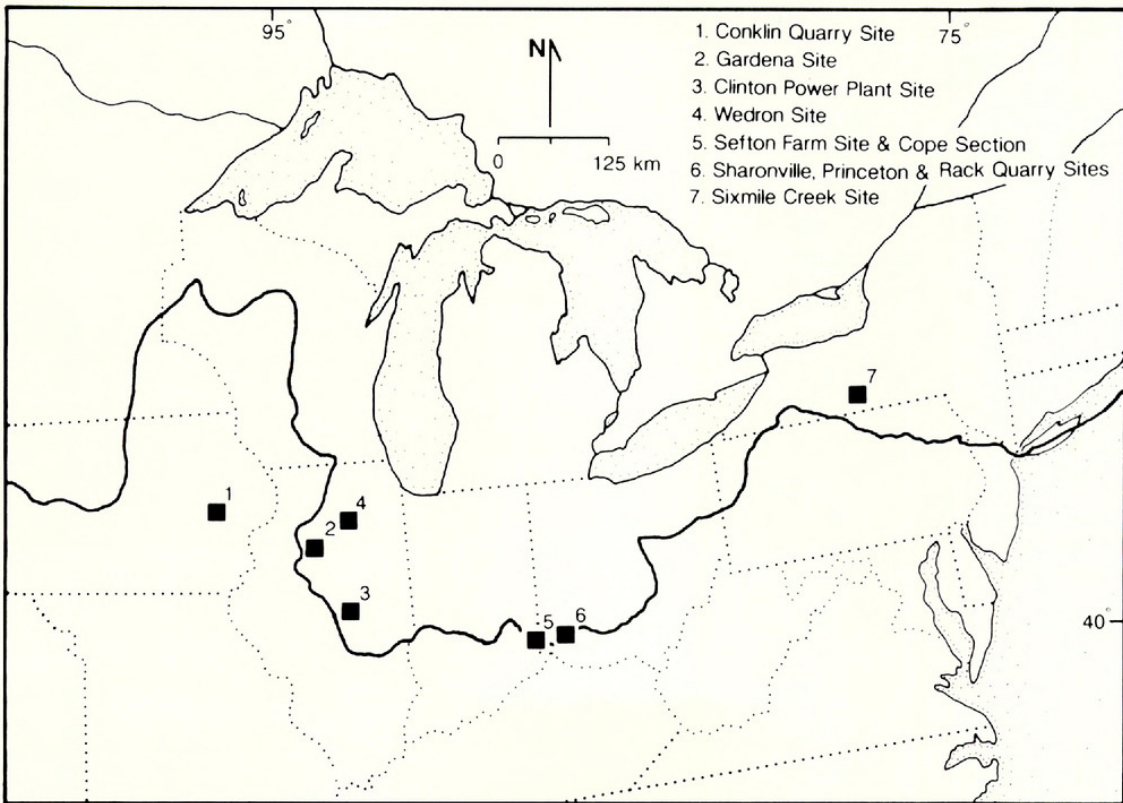 95°
75°
N
0 125 km
1. Conklin Quarry Site
2. Gardena Site
3. Clinton Power Plant Site
4. Wedron Site
5. Sefton Farm Site & Cope Section
6. Sharonville, Princeton & Rack Quarry Sites
7. Sixmile Creek Site
7
1
4
2
3
5
6
40°